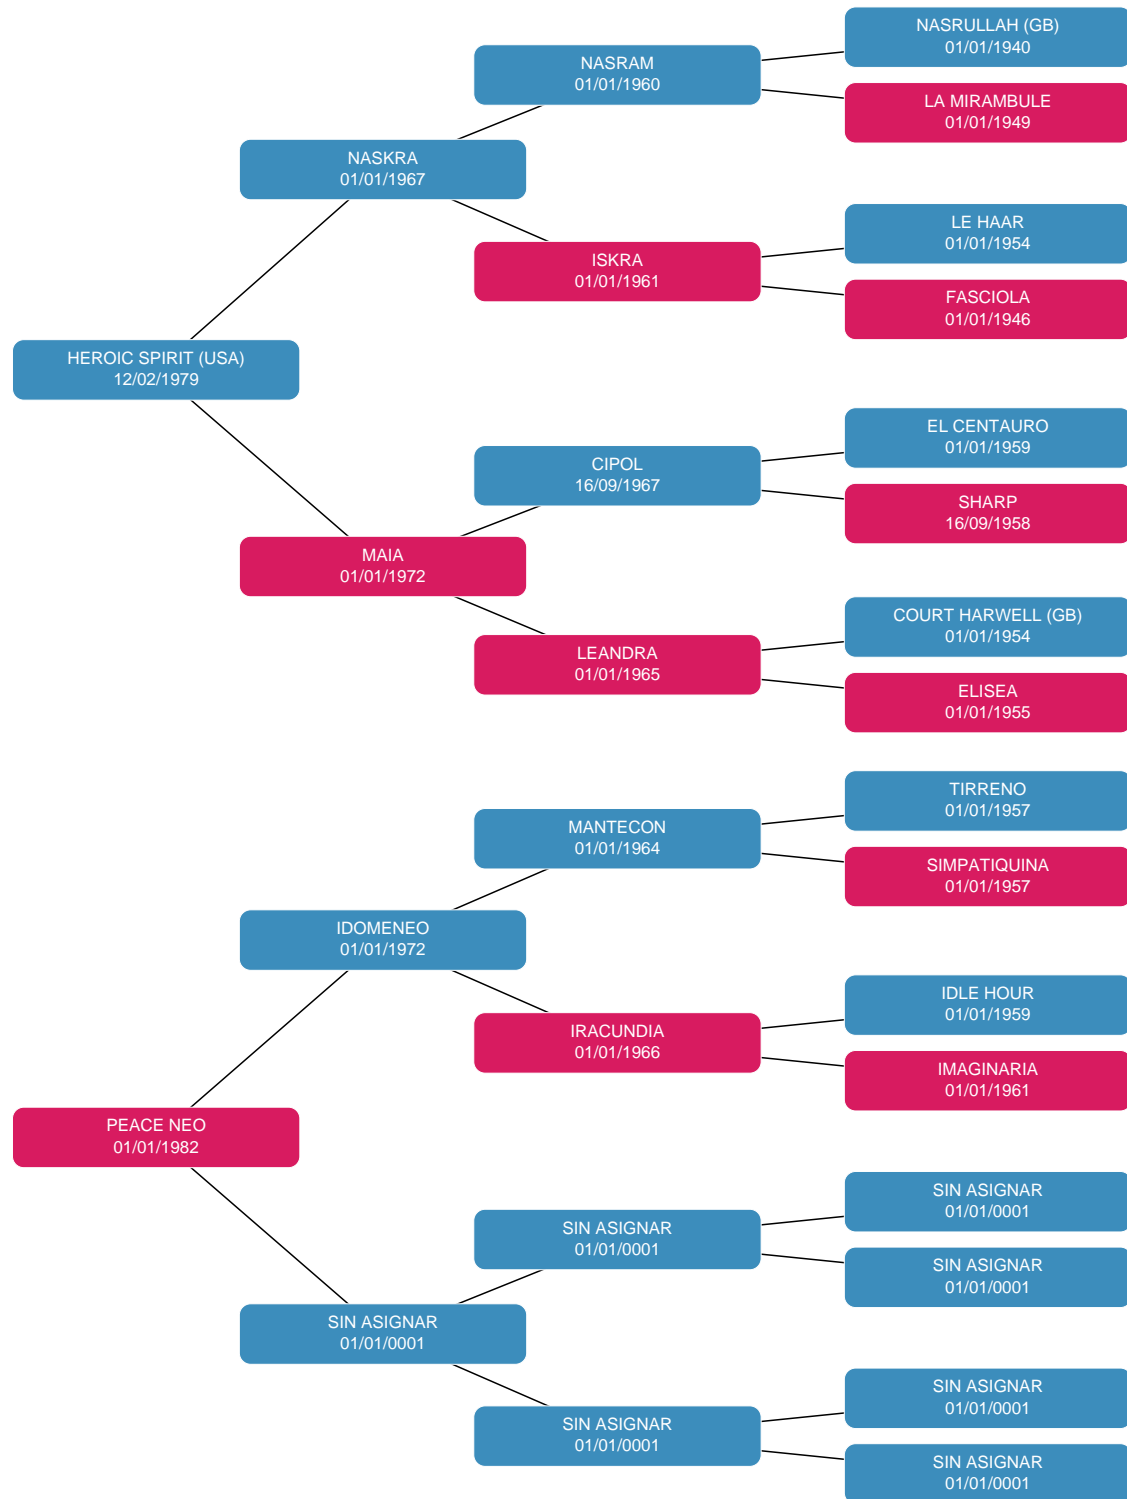 NASRULLAH (GB)
01/01/1940
NASRAM
01/01/1960
LA MIRAMBULE
01/01/1949
NASKRA
01/01/1967
LE HAAR
01/01/1954
ISKRA
01/01/1961
FASCIOLA
01/01/1946
HEROIC SPIRIT (USA)
12/02/1979
EL CENTAURO
01/01/1959
CIPOL
16/09/1967
SHARP
16/09/1958
MAIA
01/01/1972
COURT HARWELL (GB)
01/01/1954
LEANDRA
01/01/1965
ELISEA
01/01/1955
TIRRENO
01/01/1957
MANTECON
01/01/1964
SIMPATIQUINA
01/01/1957
IDOMENEO
01/01/1972
IDLE HOUR
01/01/1959
IRACUNDIA
01/01/1966
IMAGINARIA
01/01/1961
PEACE NEO
01/01/1982
SIN ASIGNAR
01/01/0001
SIN ASIGNAR
01/01/0001
SIN ASIGNAR
01/01/0001
SIN ASIGNAR
01/01/0001
SIN ASIGNAR
01/01/0001
SIN ASIGNAR
01/01/0001
SIN ASIGNAR
01/01/0001